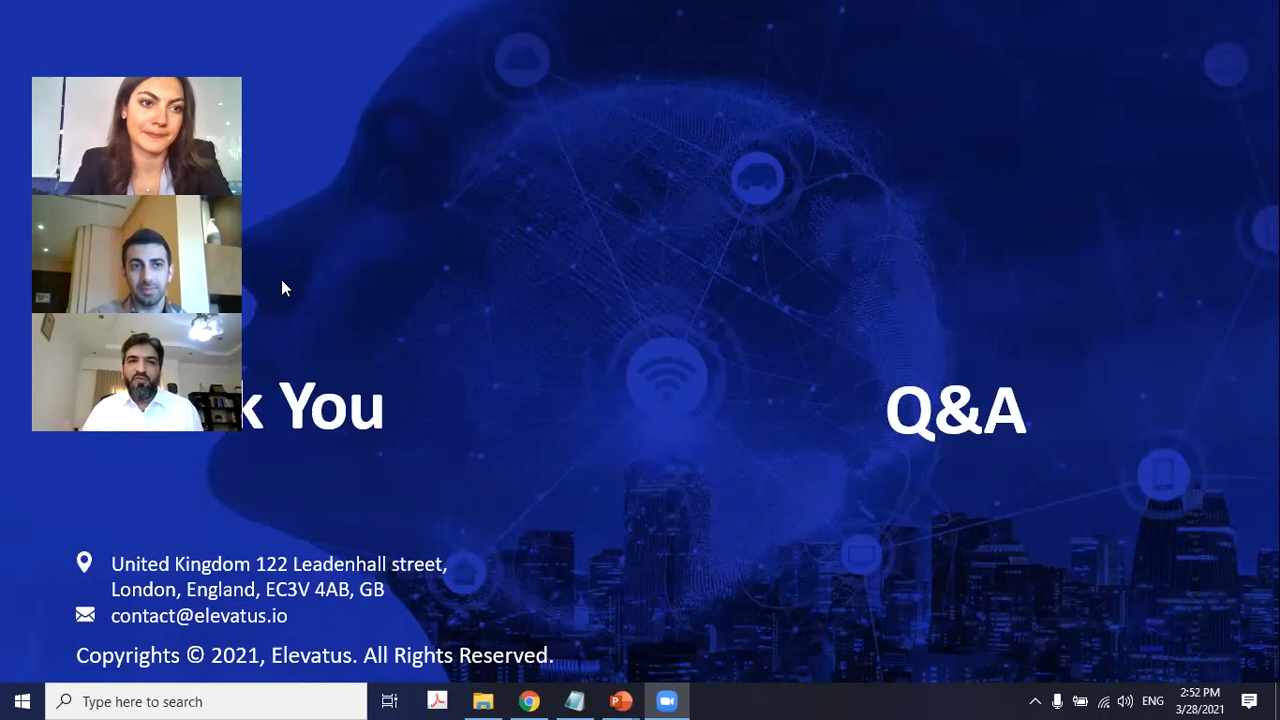 k You
Q&A
United Kingdom 122 Leadenhall street,
London, England, EC3V 4AB, GB
contact@elevatus.io
Copyrights © 2021, Elevatus. All Rights Reserved.
Type here to search
ENG
2:52 PM
3/28/2021